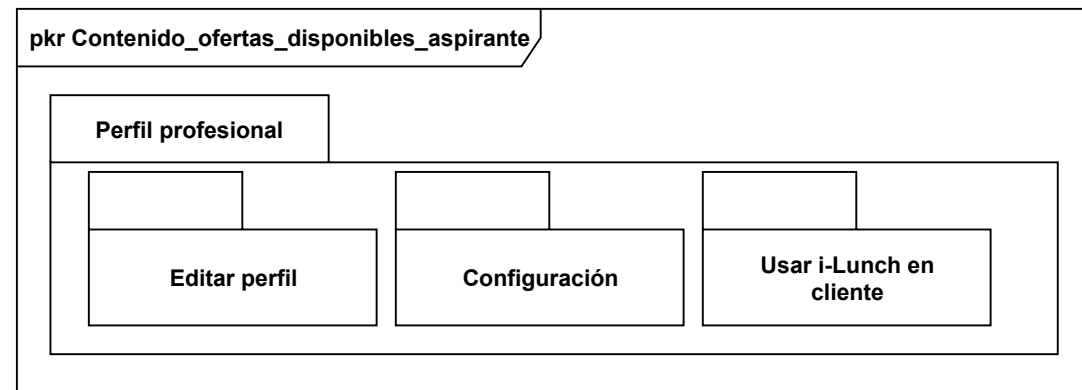 pkr Contenido_ofertas_disponibles_aspirante
Perfil profesional
Editar perfil
Configuración
Usar i-Lunch en
cliente